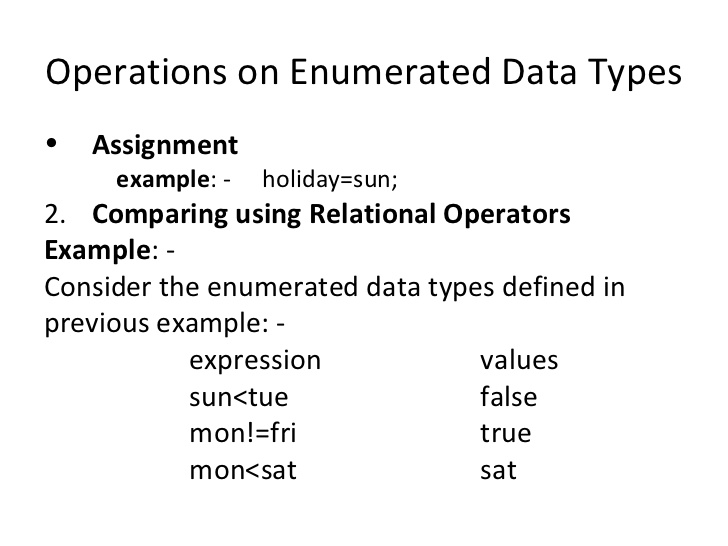 Operations on Enumerated Data Types
• Assignment
example: - holiday=sun;
2. Comparing using Relational Operators
Example: -
Consider the enumerated data types defined in
previous example: -
expression values
sun<tue false
mon!=fri true
mon<sat sat